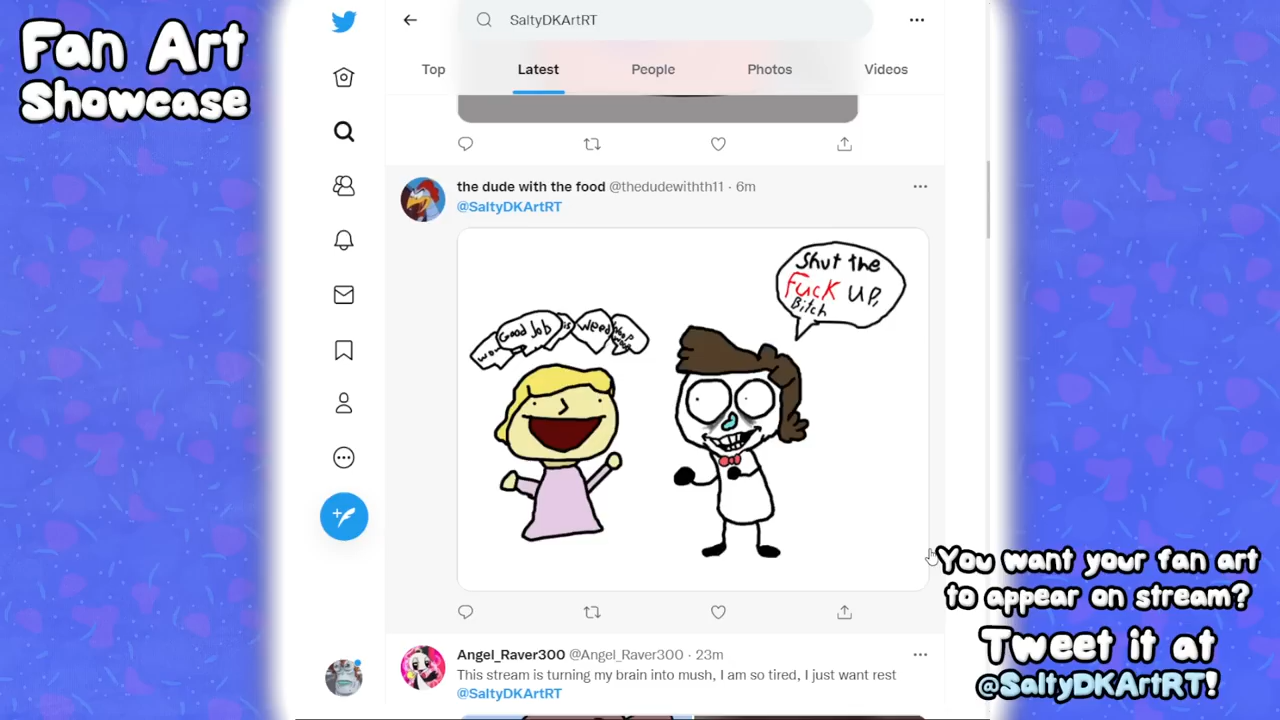 Fan Art
Showcase
SaltyDKArtRT
Top
Latest
People
Photos
Videos
the dude with the food @thedudewithth11 · 6m
@SaltyDKArtRT
Shut the
Fuck UP,
Bitch
Good Job
is
weed
You want your fan art
to appear on stream?
Tweet it at
@SaltyDKArtRT!
Angel_Raver300 @Angel_Raver300 · 23m
This stream is turning my brain into mush, I am so tired, I just want rest
@SaltyDKArtRT